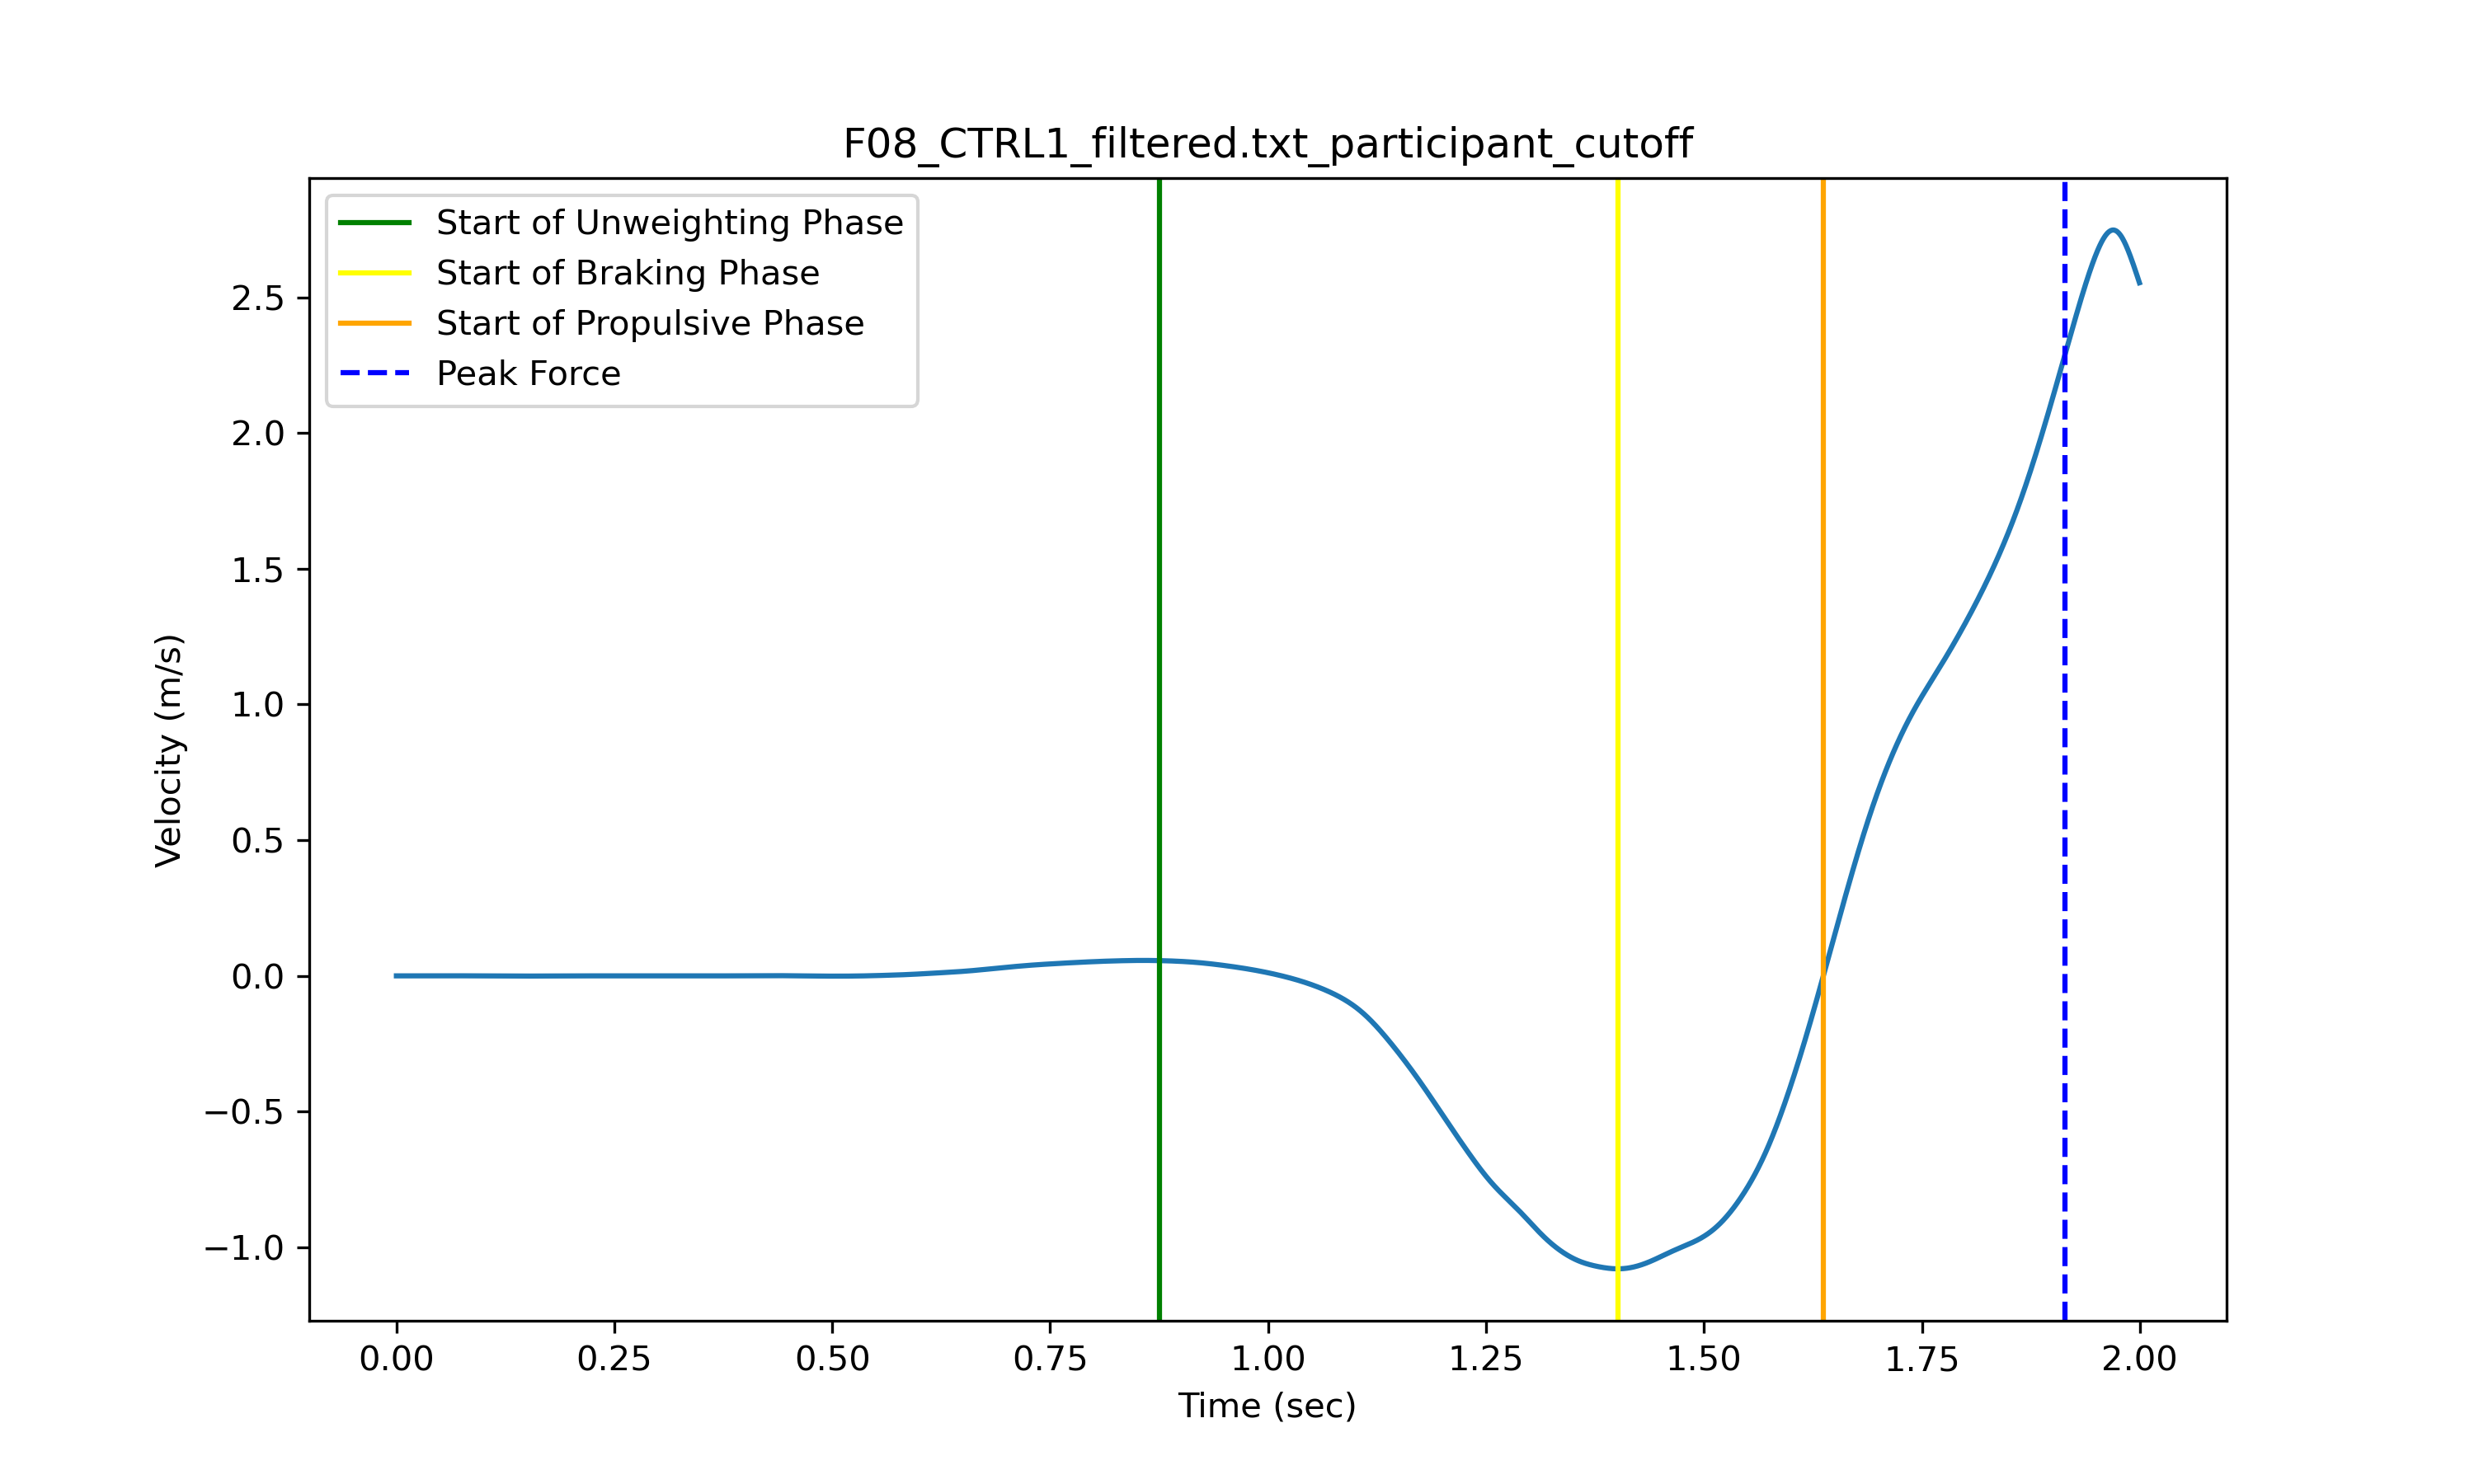 F08_CTRL1_filtered.txt_participant_cutoff
Start of Unweighting Phase
Start of Braking Phase
Start of Propulsive Phase
Peak Force
Velocity (m/s)
2.5
2.0
1.5
1.0
0.5
0.0
−0.5
−1.0
0.00 0.25 0.50 0.75 1.00 1.25 1.50 1.75 2.00
Time (sec)